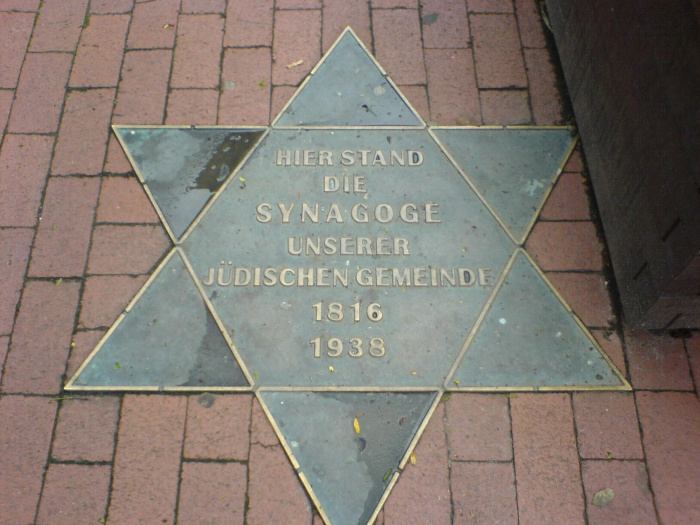 HIER STAND
DIE
SYNAGOGE
UNSERER
JÜDISCHEN GEMEINDE
1816
1938